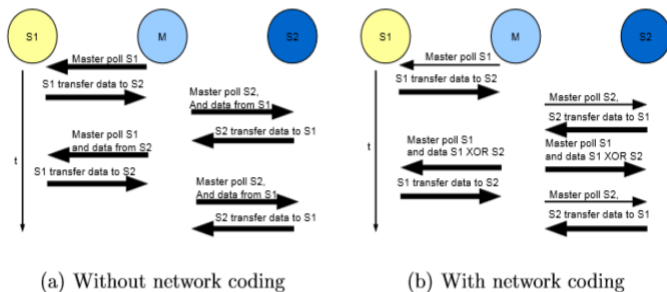 S1
M
S2
Master poll S1
S1 transfer data to S2
Master poll S2,
And data from S1
S2 transfer data to S1
Master poll S1
and data from S2
S1 transfer data to S2
Master poll S2,
And data from S1
S2 transfer data to S1
t
(a) Without network coding
S1
M
S2
Master poll S1
S1 transfer data to S2
Master poll S2,
S2 transfer data to S1
Master poll S1
and data S1 XOR S2
Master poll S1
and data S1 XOR S2
S1 transfer data to S2
Master poll S2,
S2 transfer data to S1
t
(b) With network coding